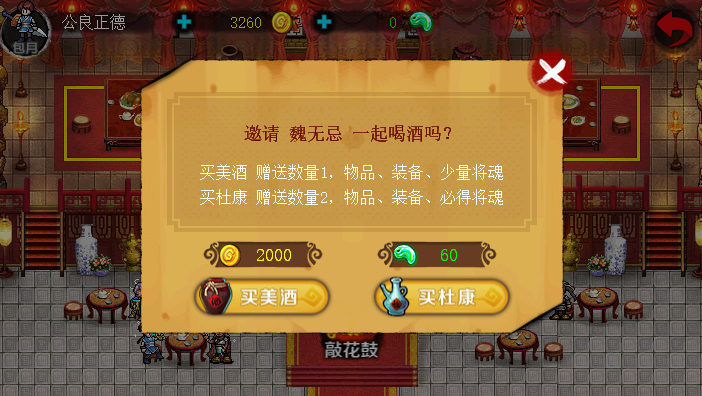 公良正德
3260
0
包月
邀请 魏无忌 一起喝酒吗？
买美酒 赠送数量1，物品、装备、少量将魂
买杜康 赠送数量2，物品、装备、必得将魂
2000
60
买美酒
买杜康
敲花鼓